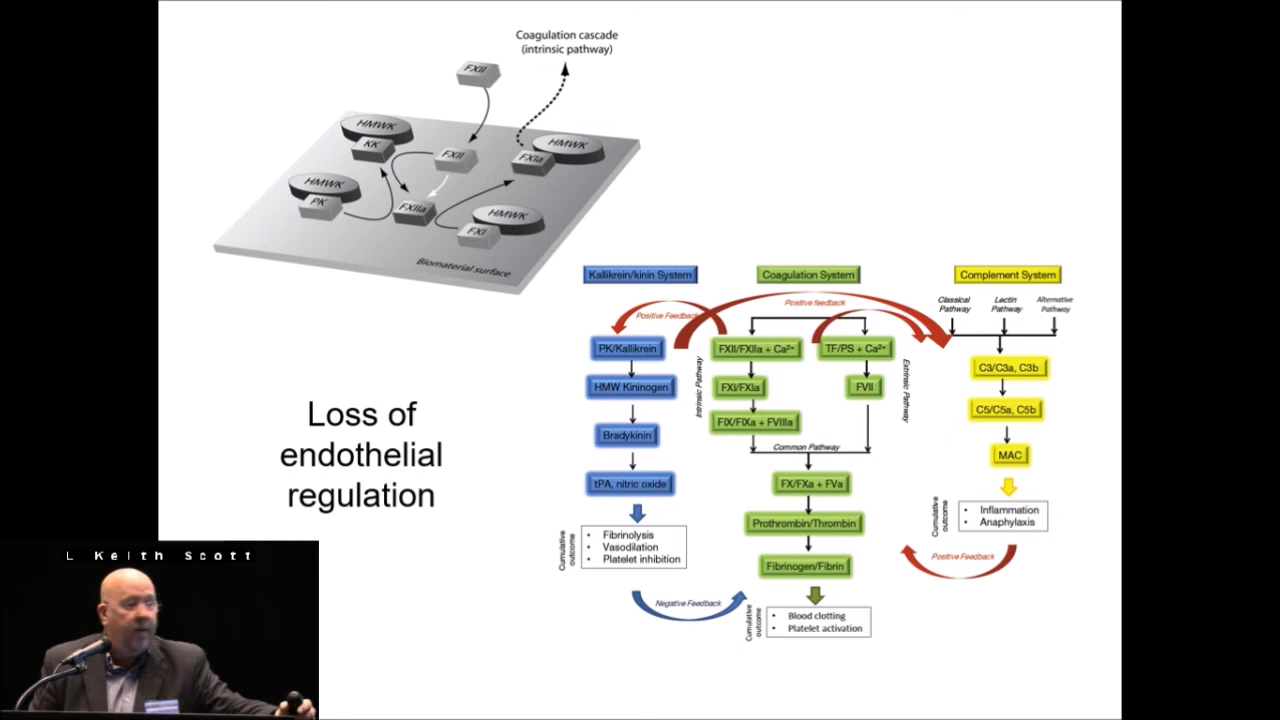 Coagulation cascade
(intrinsic pathway)
FXII
HMWK
KK
FXII
FXIa
HMWK
HMWK
PK
FXIIa
HMWK
FXI
Biomaterial surface
Loss of
endothelial
regulation
Kallikrein/kinin System
Coagulation System
Complement System
Positive Feedback
Positive feedback
Classical
Pathway
Lectin
Pathway
Alternative
Pathway
PK/Kallikrein
HMW Kininogen
Bradykinin
tPA, nitric oxide
Cumulative
outcome
• Fibrinolysis
• Vasodilation
• Platelet inhibition
Negative Feedback
Intrinsic Pathway
FXII/FXIIa + Ca²⁺
FXI/FXIa
FIX/FIXa + FVIIIa
TF/PS + Ca²⁺
FVII
Extrinsic Pathway
Common Pathway
FX/FXa + FVa
Prothrombin/Thrombin
Fibrinogen/Fibrin
Cumulative
outcome
• Blood clotting
• Platelet activation
C3/C3a, C3b
C5/C5a, C5b
MAC
Cumulative
outcome
• Inflammation
• Anaphylaxis
Positive Feedback
L Keith Scott